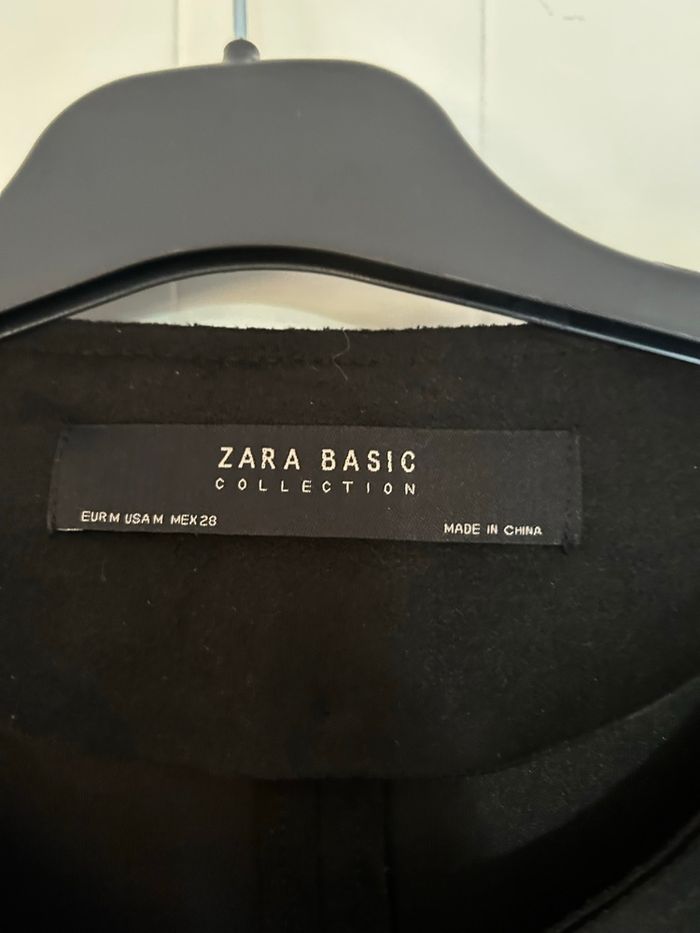 ZARA BASIC
COLLECTION
EUR M USA M MEX 28
MADE IN CHINA